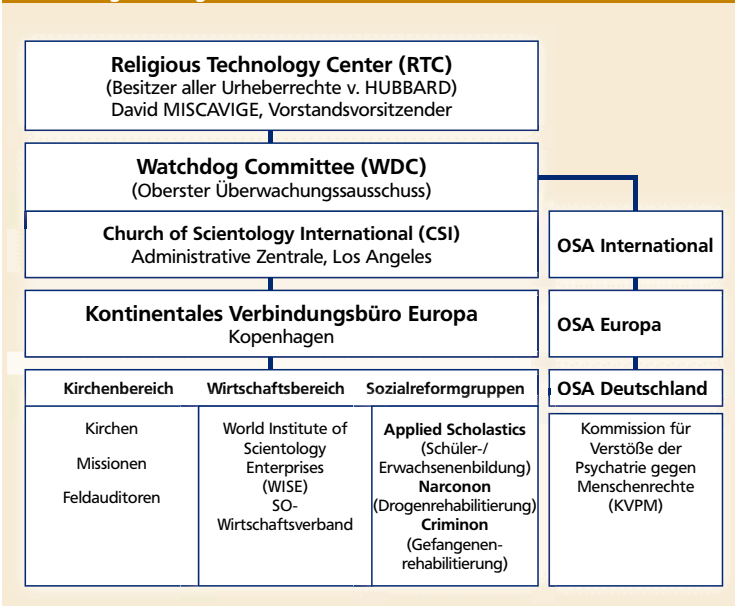 Religious Technology Center (RTC)
(Besitzer aller Urheberrechte v. HUBBARD)
David MISCAVIGE, Vorstandsvorsitzender
Watchdog Committee (WDC)
(Oberster Überwachungssausschuss)
Church of Scientology International (CSI)
Administrative Zentrale, Los Angeles
OSA International
Kontinentales Verbindungsbüro Europa
Kopenhagen
OSA Europa
Kirchenbereich
Kirchen
Missionen
Feldauditoren
Wirtschaftsbereich
World Institute of
Scientology
Enterprises
(WISE)
SO-
Wirtschaftsverband
Sozialreformgruppen
Applied Scholastics
(Schüler-/
Erwachsenenbildung)
Narconon
(Drogenrehabilitierung)
Criminon
(Gefangenen-
rehabilitierung)
OSA Deutschland
Kommission für
Verstöße der
Psychatrie gegen
Menschenrechte
(KVPM)